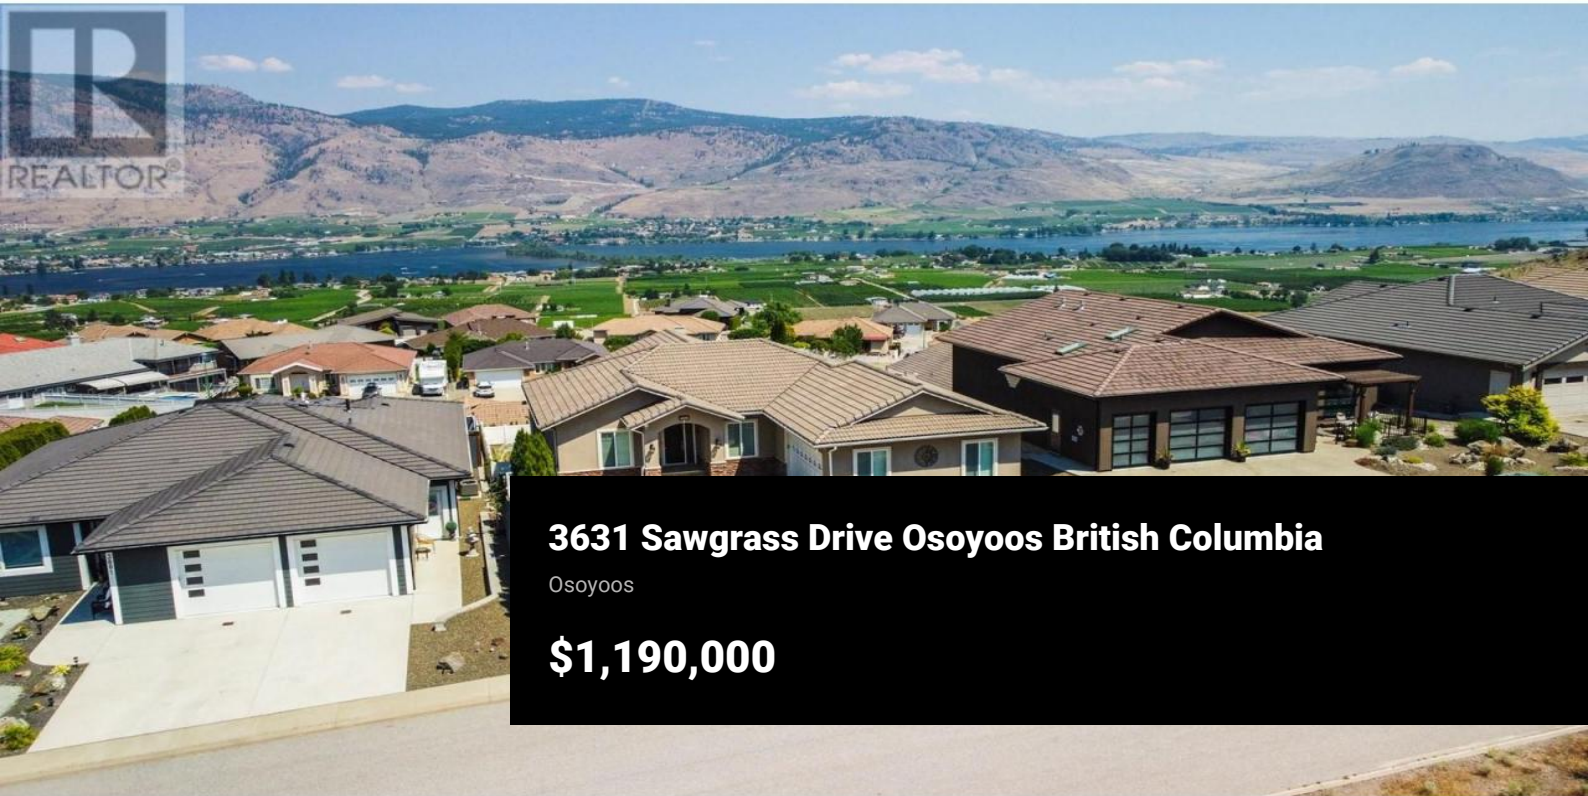 R
REALTOR®
3631 Sawgrass Drive Osoyoos British Columbia
Osoyoos
$1,190,000